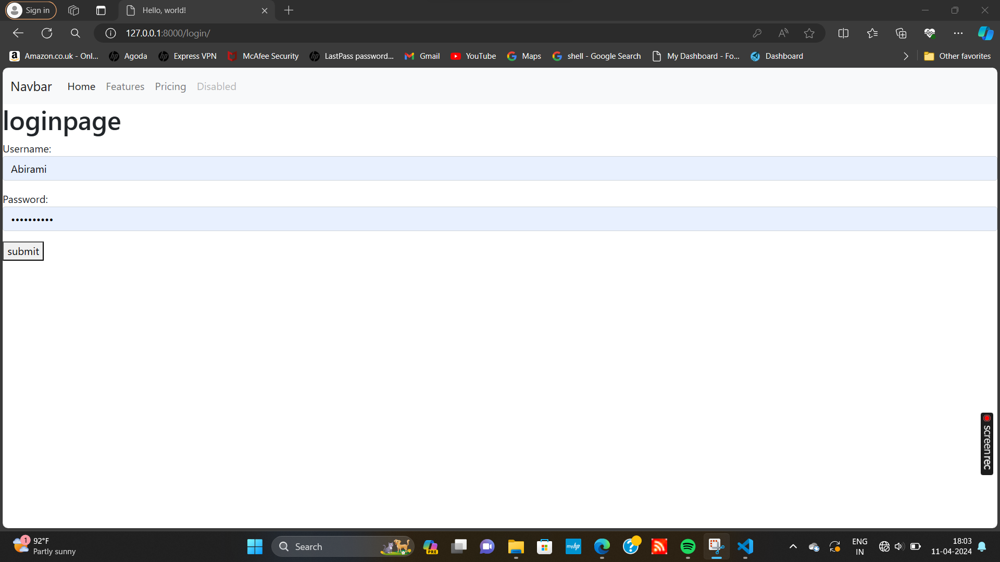 Sign in
Hello, world!
127.0.0.1:8000/login/
Amazon.co.uk - Onl...
Agoda
Express VPN
McAfee Security
LastPass password...
Gmail
YouTube
Maps
shell - Google Search
My Dashboard - Fo...
Dashboard
Other favorites
Navbar Home Features Pricing Disabled
loginpage
Username:
Abirami
Password:
••••••••••
submit
screenrec
1
92°F
Partly sunny
Search
PRE
myhp
ENG
IN
18:03
11-04-2024